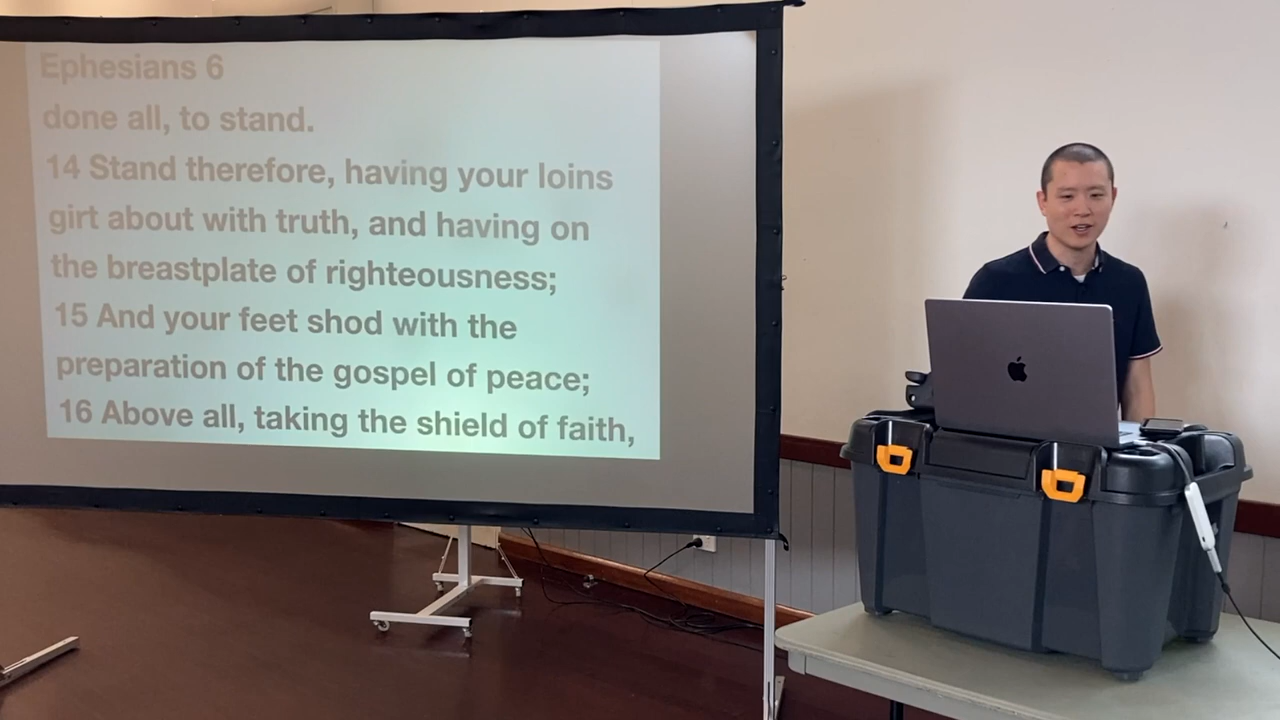 Ephesians 6
done all, to stand.
14 Stand therefore, having your loins
girt about with truth, and having on
the breastplate of righteousness;
15 And your feet shod with the
preparation of the gospel of peace;
16 Above all, taking the shield of faith,